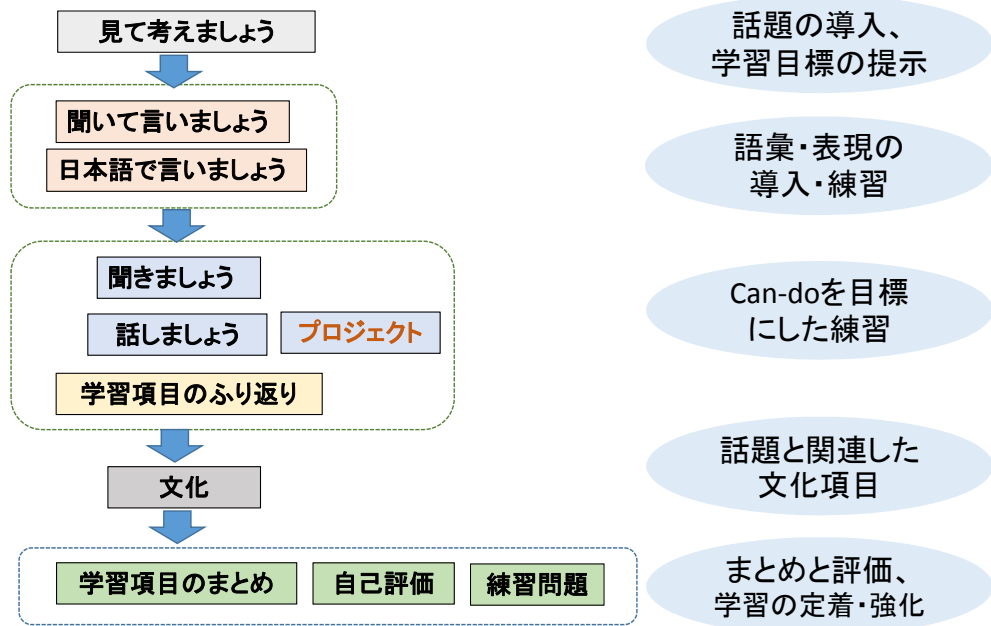 見て考えましょう
話題の導入、
学習目標の提示
聞いて言いましょう
日本語で言いましょう
語彙・表現の
導入・練習
聞きましょう
話しましょう
プロジェクト
学習項目のふり返り
Can-doを目標
にした練習
文化
話題と関連した
文化項目
学習項目のまとめ
自己評価
練習問題
まとめと評価、
学習の定着・強化